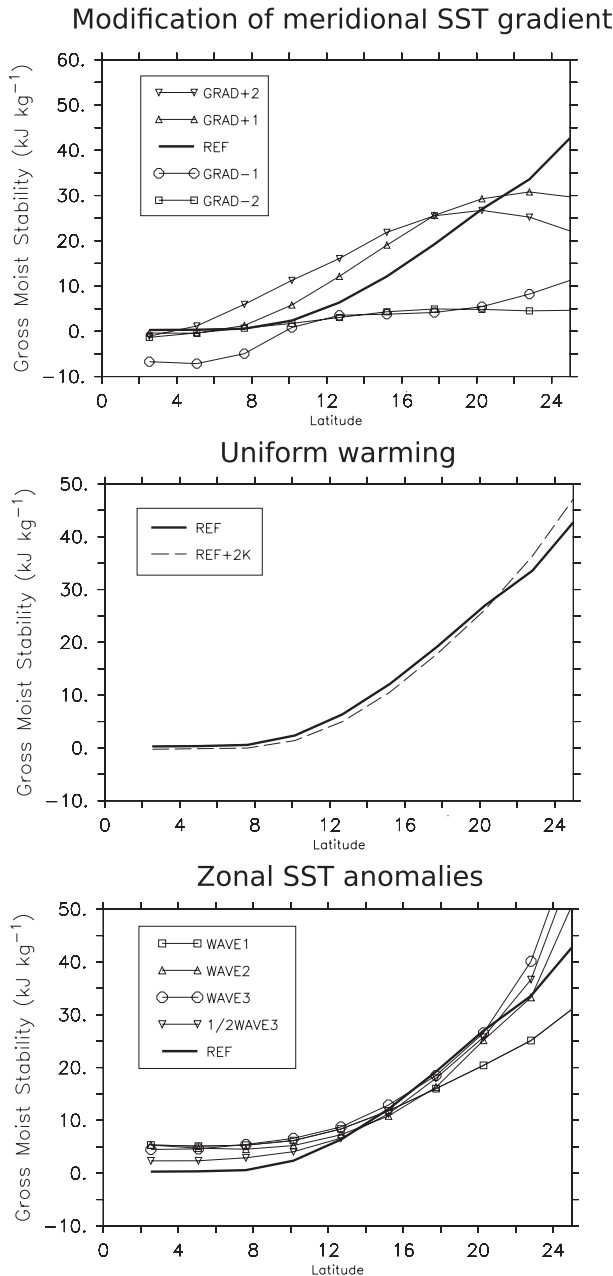 Modification of meridional SST gradient
Gross Moist Stability (kJ kg⁻¹)
60.
50.
40.
30.
20.
10.
0.
−10.
GRAD+2
GRAD+1
REF
GRAD−1
GRAD−2
0 4 8 12 16 20 24
Latitude
Uniform warming
Gross Moist Stability (kJ kg⁻¹)
50.
40.
30.
20.
10.
0.
−10.
REF
REF+2K
0 4 8 12 16 20 24
Latitude
Zonal SST anomalies
Gross Moist Stability (kJ kg⁻¹)
50.
40.
30.
20.
10.
0.
−10.
WAVE1
WAVE2
WAVE3
1/2WAVE3
REF
0 4 8 12 16 20 24
Latitude